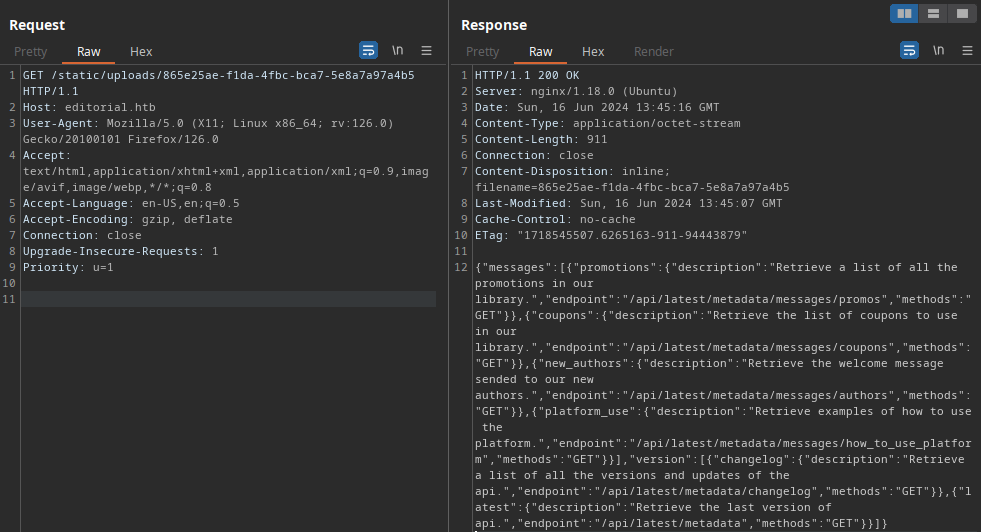 Request
Pretty Raw Hex \n
1 GET /static/uploads/865e25ae-f1da-4fbc-bca7-5e8a7a97a4b5
HTTP/1.1
2 Host: editorial.htb
3 User-Agent: Mozilla/5.0 (X11; Linux x86_64; rv:126.0)
Gecko/20100101 Firefox/126.0
4 Accept:
text/html,application/xhtml+xml,application/xml;q=0.9,imag
e/avif,image/webp,*/*;q=0.8
5 Accept-Language: en-US,en;q=0.5
6 Accept-Encoding: gzip, deflate
7 Connection: close
8 Upgrade-Insecure-Requests: 1
9 Priority: u=1
10
11
Response
Pretty Raw Hex Render \n
1 HTTP/1.1 200 OK
2 Server: nginx/1.18.0 (Ubuntu)
3 Date: Sun, 16 Jun 2024 13:45:16 GMT
4 Content-Type: application/octet-stream
5 Content-Length: 911
6 Connection: close
7 Content-Disposition: inline;
filename=865e25ae-f1da-4fbc-bca7-5e8a7a97a4b5
8 Last-Modified: Sun, 16 Jun 2024 13:45:07 GMT
9 Cache-Control: no-cache
10 ETag: "1718545507.6265163-911-94443879"
11
12 {"messages":[{"promotions":{"description":"Retrieve a list of all the
promotions in our
library.","endpoint":"/api/latest/metadata/messages/promos","methods":"
GET"}},{"coupons":{"description":"Retrieve the list of coupons to use
in our
library.","endpoint":"/api/latest/metadata/messages/coupons","methods":
"GET"}},{"new_authors":{"description":"Retrieve the welcome message
sended to our new
authors.","endpoint":"/api/latest/metadata/messages/authors","methods":
"GET"}},{"platform_use":{"description":"Retrieve examples of how to use
the
platform.","endpoint":"/api/latest/metadata/messages/how_to_use_platfor
m","methods":"GET"}}],"version":[{"changelog":{"description":"Retrieve
a list of all the versions and updates of the
api.","endpoint":"/api/latest/metadata/changelog","methods":"GET"}},{"l
atest":{"description":"Retrieve the last version of
api.","endpoint":"/api/latest/metadata","methods":"GET"}}]}